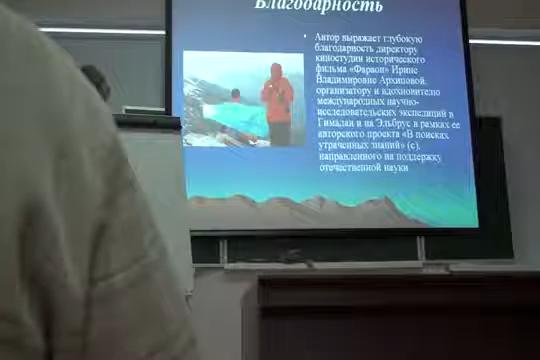 Благодарность
• Автор выражает глубокую
благодарность директору
киностудии исторического
фильма «Фараон» Ирине
Владимировне Архиповой,
организатору и вдохновителю
международных научно-
исследовательских экспедиций в
Гималаи и на Эльбрус в рамках ее
авторского проекта «В поисках
утраченных знаний» (с),
направленного на поддержку
отечественной науки